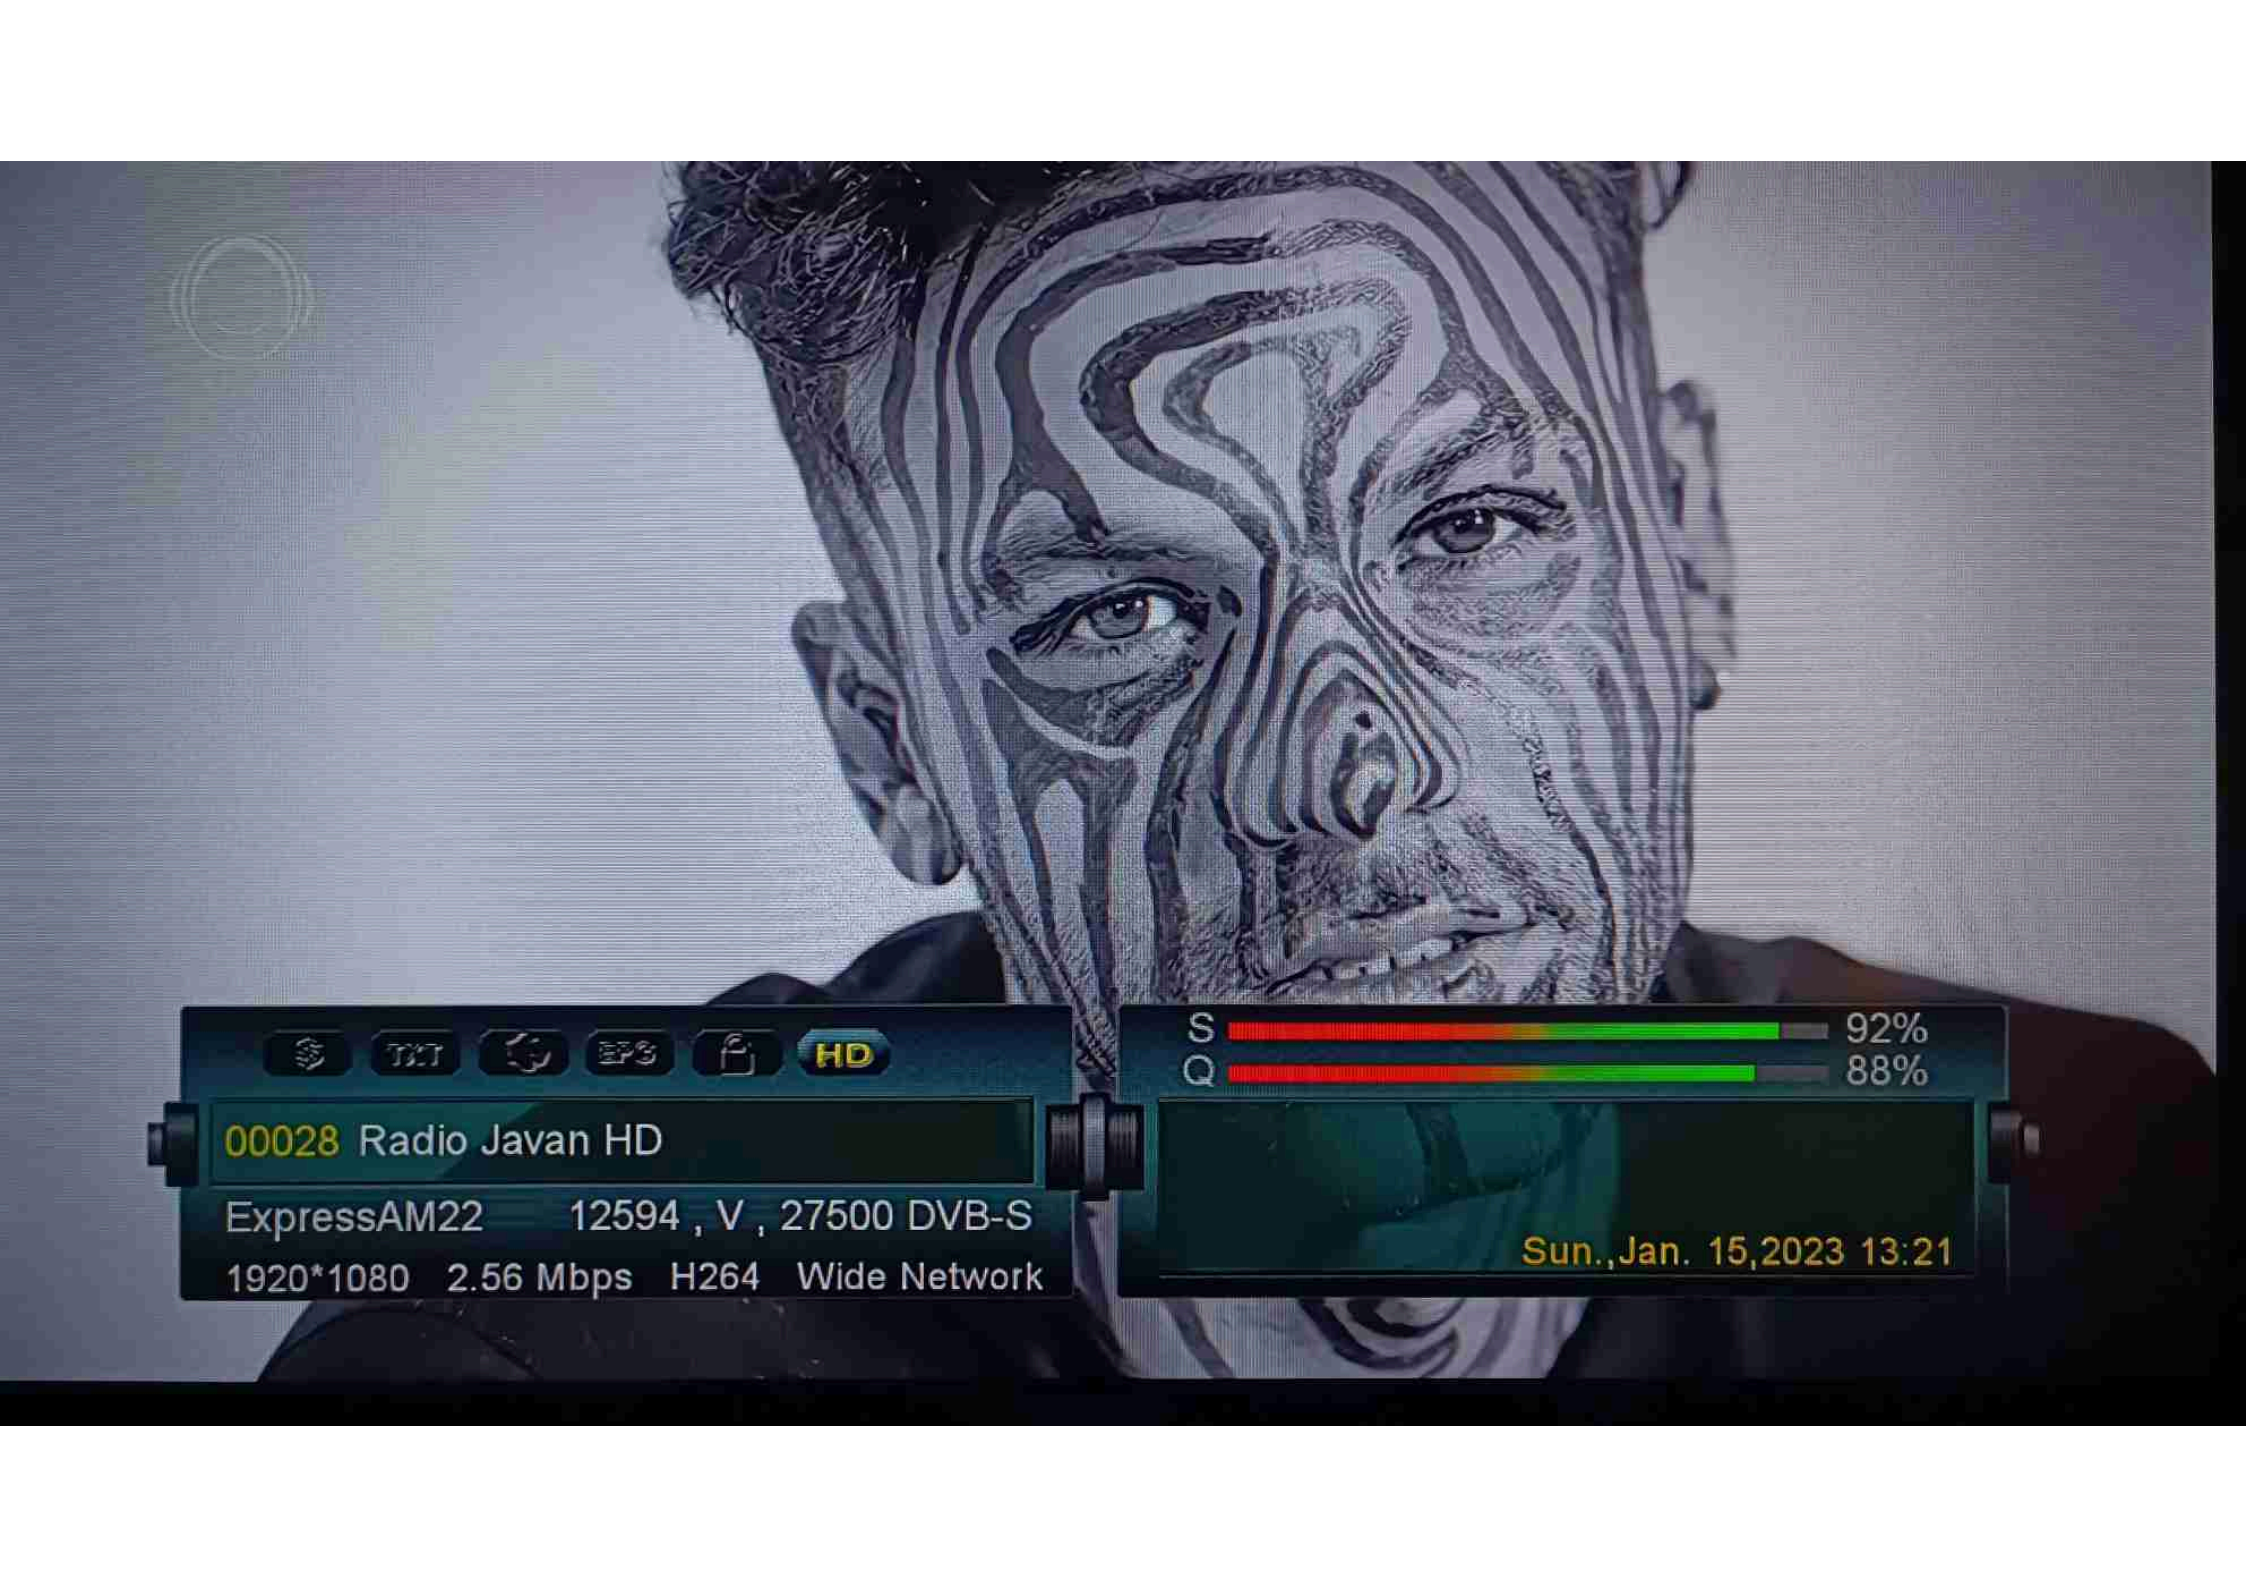 $ TXT EPG HD
S 92%
Q 88%
00028 Radio Javan HD
ExpressAM22 12594 , V , 27500 DVB-S
Sun.,Jan. 15,2023 13:21
1920*1080 2.56 Mbps H264 Wide Network